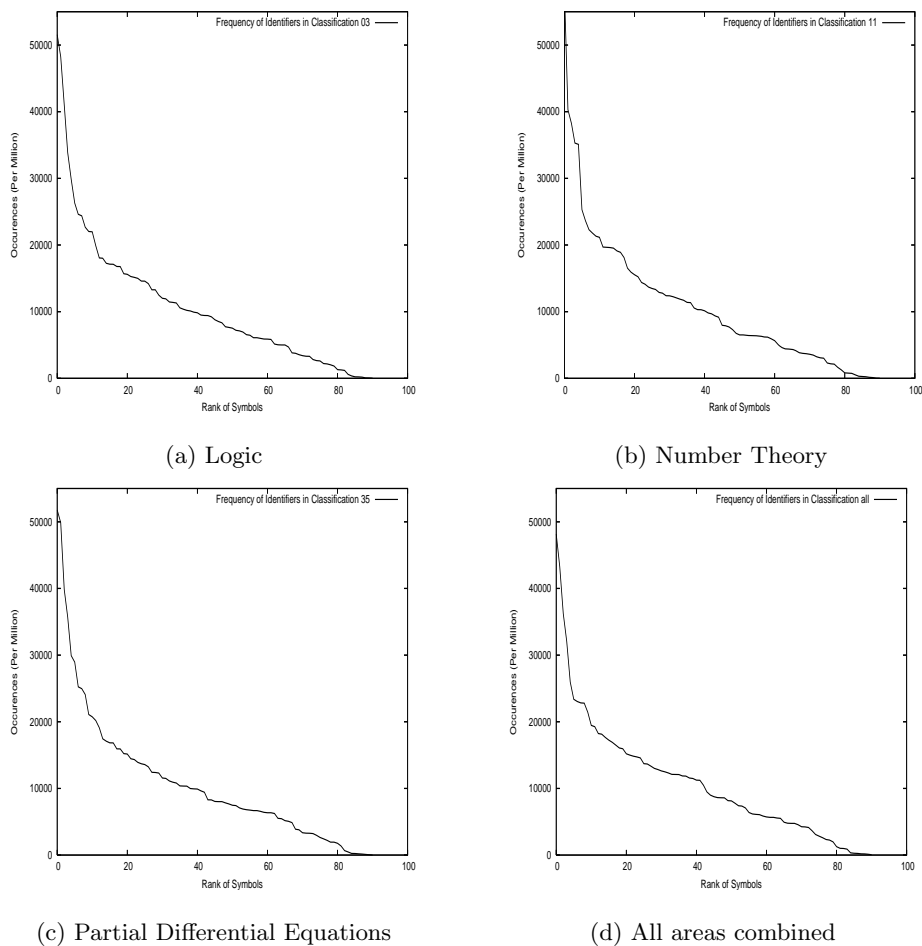 Frequency of Identifiers in Classification 03
50000
40000
30000
20000
10000
0
Occurences (Per Million)
0 20 40 60 80 100
Rank of Symbols
(a) Logic
Frequency of Identifiers in Classification 11
50000
40000
30000
20000
10000
0
Occurences (Per Million)
0 20 40 60 80 100
Rank of Symbols
(b) Number Theory
Frequency of Identifiers in Classification 35
50000
40000
30000
20000
10000
0
Occurences (Per Million)
0 20 40 60 80 100
Rank of Symbols
(c) Partial Differential Equations
Frequency of Identifiers in Classification all
50000
40000
30000
20000
10000
0
Occurences (Per Million)
0 20 40 60 80 100
Rank of Symbols
(d) All areas combined